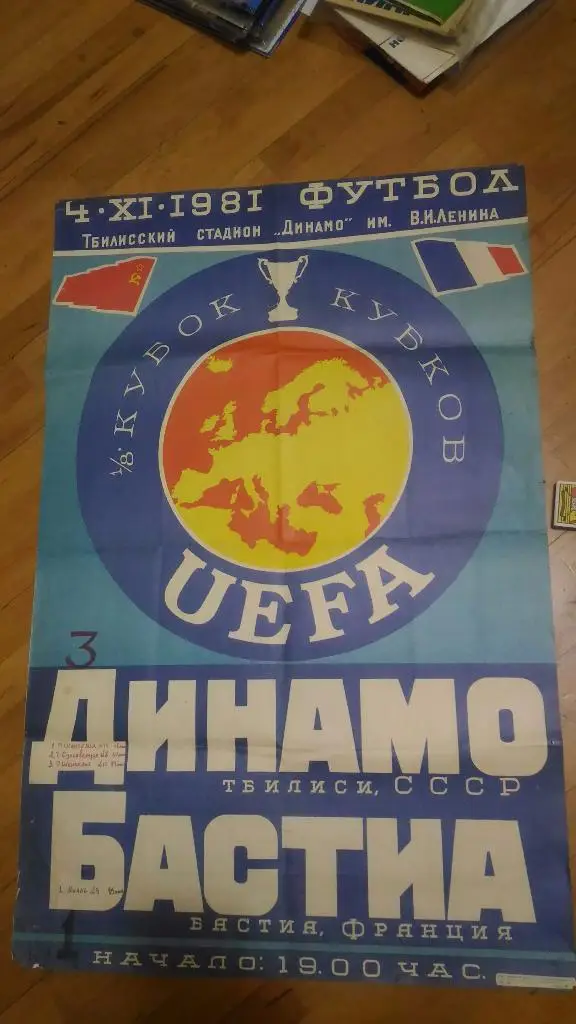 4·XI·1981 ФУТБОЛ
ТБИЛИССКИЙ СТАДИОН „ДИНАМО" ИМ. В.И.ЛЕНИНА
1/8· КУБОК КУБКОВ
UEFA
3
ДИНАМО
ТБИЛИСИ, СССР
БАСТИА
БАСТИЯ, ФРАНЦИЯ
1
НАЧАЛО: 19.00 ЧАС.